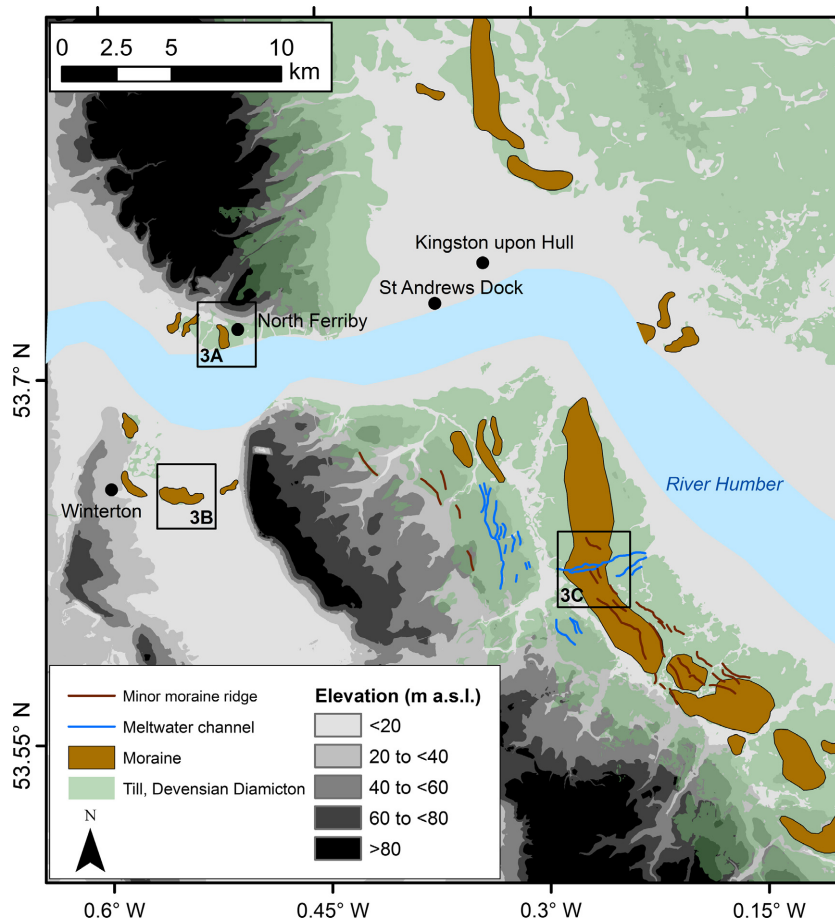 0 2.5 5 10
km
Kingston upon Hull
St Andrews Dock
North Ferriby
3A
53.7° N
River Humber
Winterton
3B
3C
Minor moraine ridge
Meltwater channel
Moraine
Till, Devensian Diamicton
N
Elevation (m a.s.l.)
<20
20 to <40
40 to <60
60 to <80
>80
53.55° N
0.6° W 0.45° W 0.3° W 0.15° W